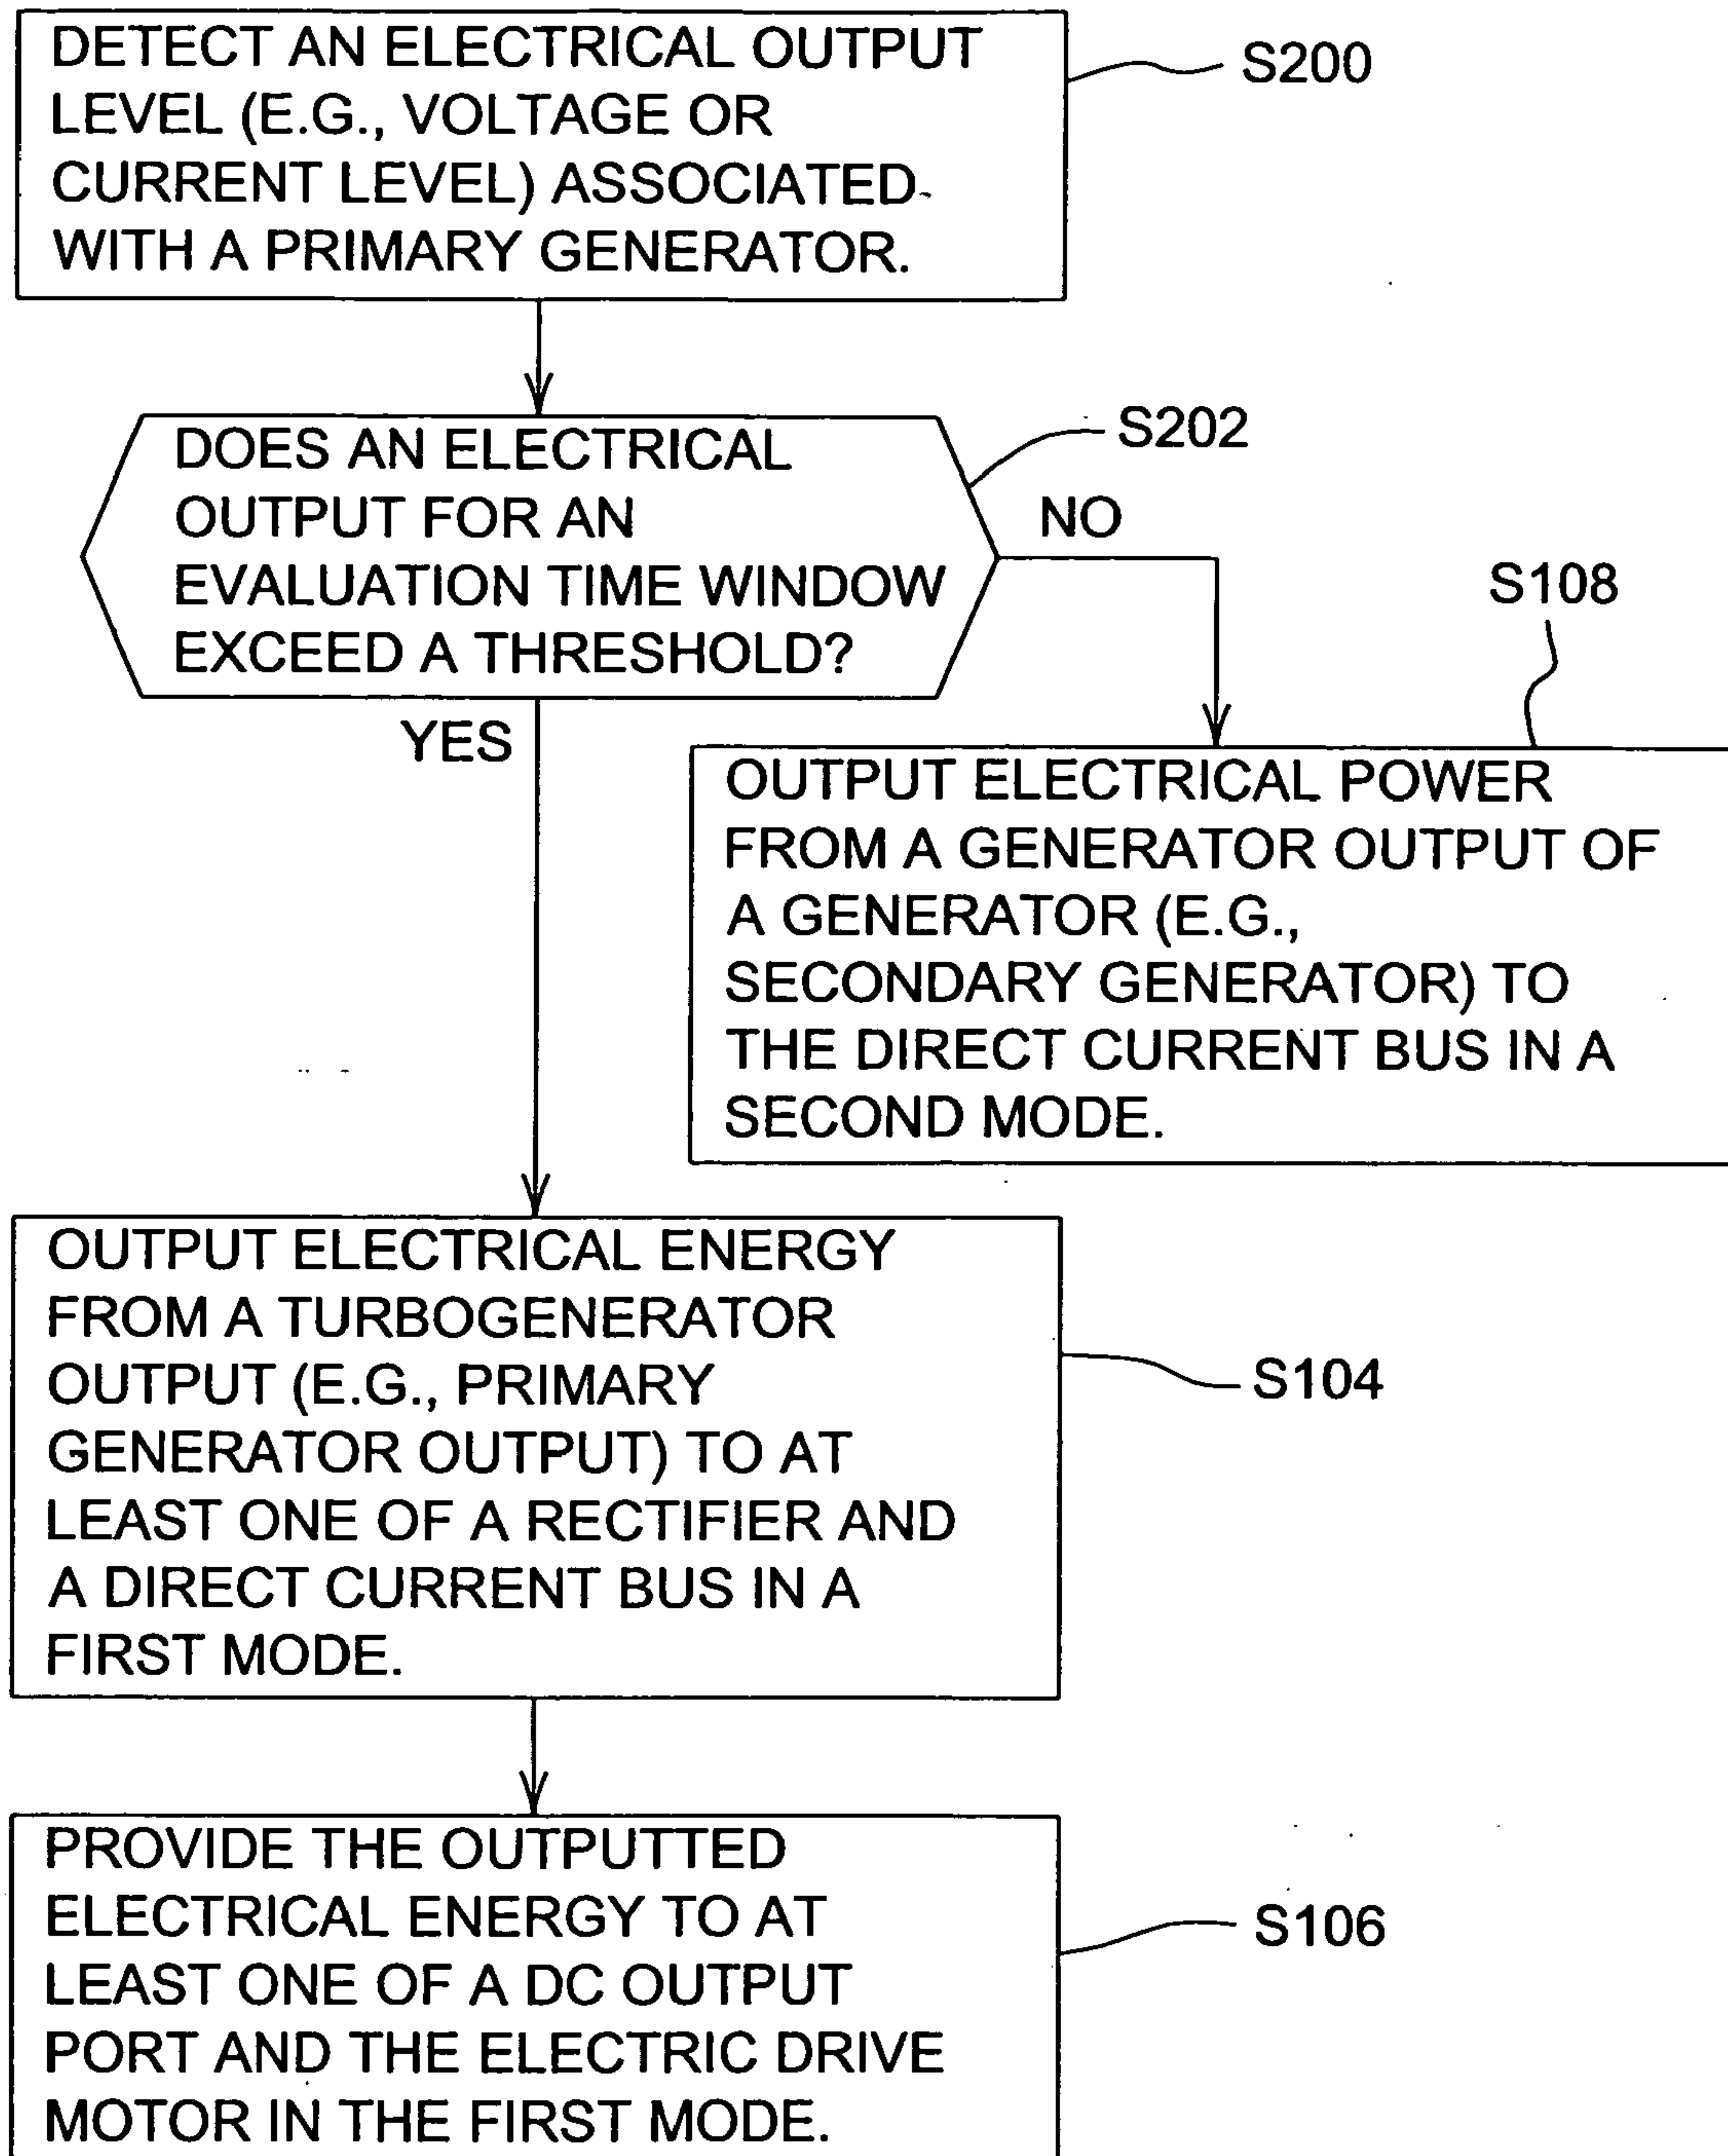 DETECT AN ELECTRICAL OUTPUT
LEVEL (E.G., VOLTAGE OR
CURRENT LEVEL) ASSOCIATED
WITH A PRIMARY GENERATOR.
S200
DOES AN ELECTRICAL
OUTPUT FOR AN
EVALUATION TIME WINDOW
EXCEED A THRESHOLD?
S202
NO
YES
S108
OUTPUT ELECTRICAL POWER
FROM A GENERATOR OUTPUT OF
A GENERATOR (E.G.,
SECONDARY GENERATOR) TO
THE DIRECT CURRENT BUS IN A
SECOND MODE.
OUTPUT ELECTRICAL ENERGY
FROM A TURBOGENERATOR
OUTPUT (E.G., PRIMARY
GENERATOR OUTPUT) TO AT
LEAST ONE OF A RECTIFIER AND
A DIRECT CURRENT BUS IN A
FIRST MODE.
S104
PROVIDE THE OUTPUTTED
ELECTRICAL ENERGY TO AT
LEAST ONE OF A DC OUTPUT
PORT AND THE ELECTRIC DRIVE
MOTOR IN THE FIRST MODE.
S106